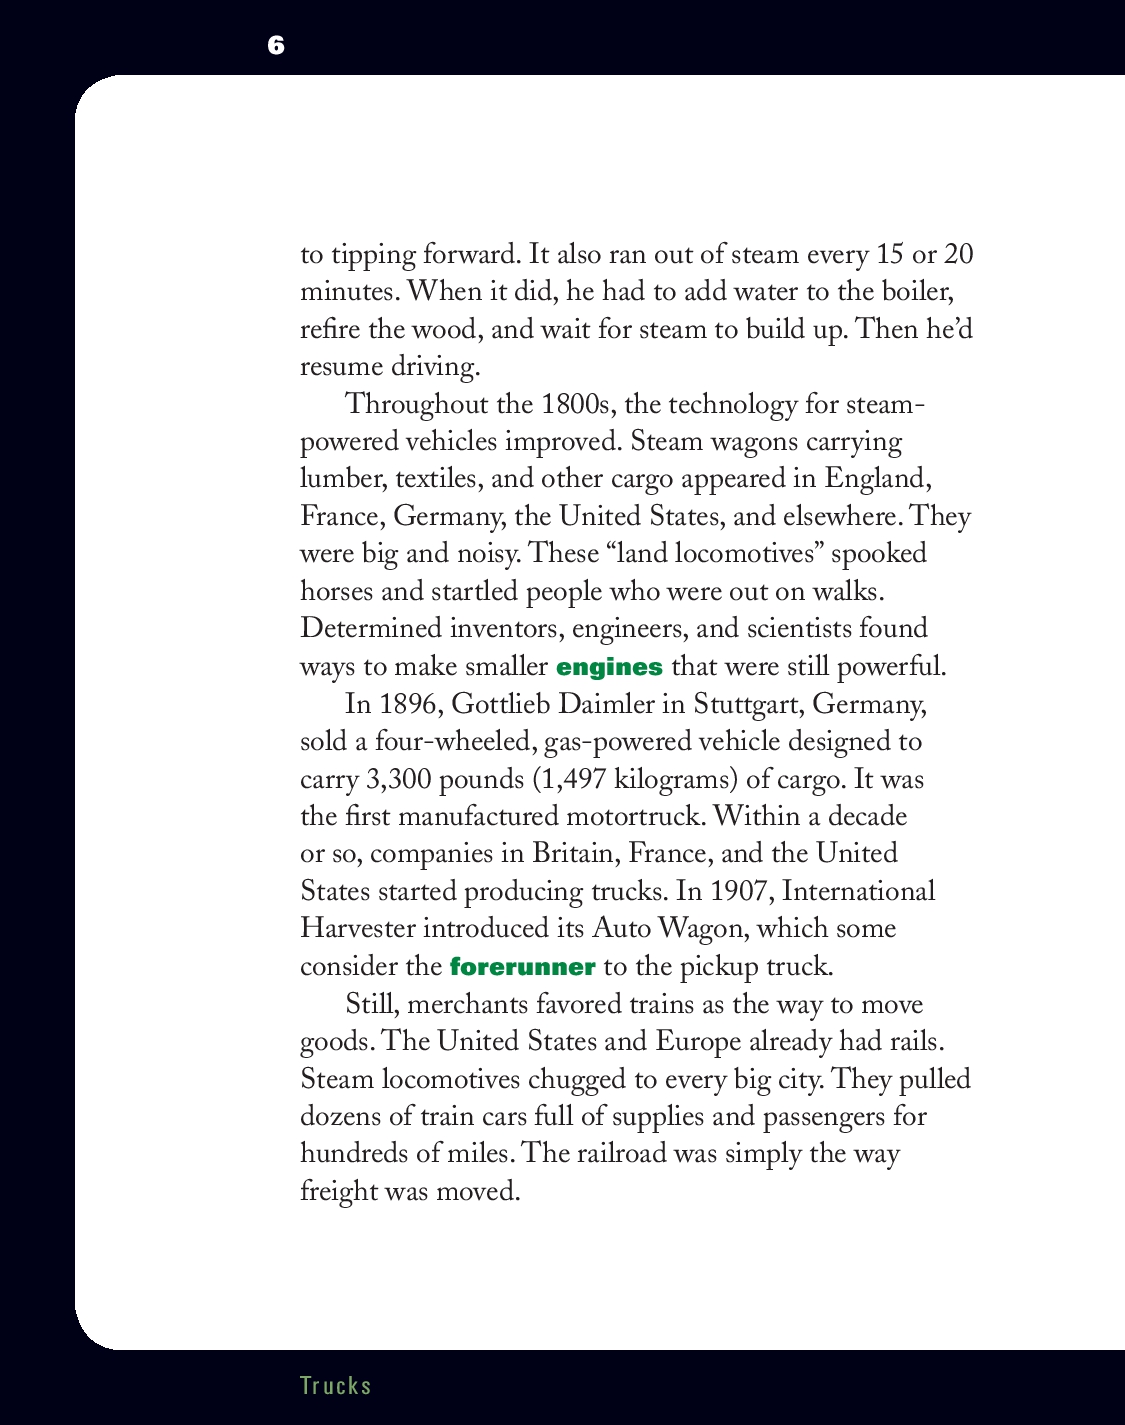 6
to tipping forward. It also ran out of steam every 15 or 20
minutes. When it did, he had to add water to the boiler,
refire the wood, and wait for steam to build up. Then he’d
resume driving.
Throughout the 1800s, the technology for steam-
powered vehicles improved. Steam wagons carrying
lumber, textiles, and other cargo appeared in England,
France, Germany, the United States, and elsewhere. They
were big and noisy. These “land locomotives” spooked
horses and startled people who were out on walks.
Determined inventors, engineers, and scientists found
ways to make smaller engines that were still powerful.
In 1896, Gottlieb Daimler in Stuttgart, Germany,
sold a four-wheeled, gas-powered vehicle designed to
carry 3,300 pounds (1,497 kilograms) of cargo. It was
the first manufactured motortruck. Within a decade
or so, companies in Britain, France, and the United
States started producing trucks. In 1907, International
Harvester introduced its Auto Wagon, which some
consider the forerunner to the pickup truck.
Still, merchants favored trains as the way to move
goods. The United States and Europe already had rails.
Steam locomotives chugged to every big city. They pulled
dozens of train cars full of supplies and passengers for
hundreds of miles. The railroad was simply the way
freight was moved.
Trucks